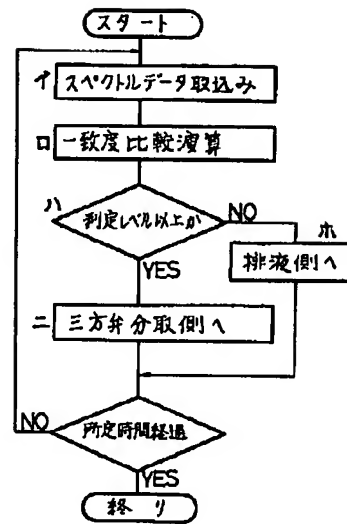 スタート
イ スペクトルデータ取込み
ロ 一致度比較演算
ハ 判定レベル以上か
NO
ホ
排液側へ
YES
ニ 三方弁分取側へ
NO
所定時間経過
YES
終り